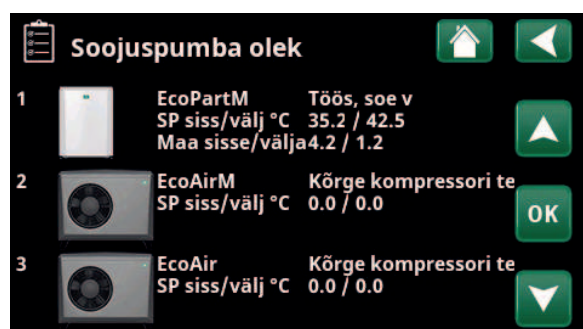 Soojuspumba olek
1 EcoPartM Töös, soe v
SP siss/välj °C 35.2 / 42.5
Maa sisse/välja 4.2 / 1.2
2 EcoAirM Kõrge kompressori te
SP siss/välj °C 0.0 / 0.0
OK
3 EcoAir Kõrge kompressori te
SP siss/välj °C 0.0 / 0.0